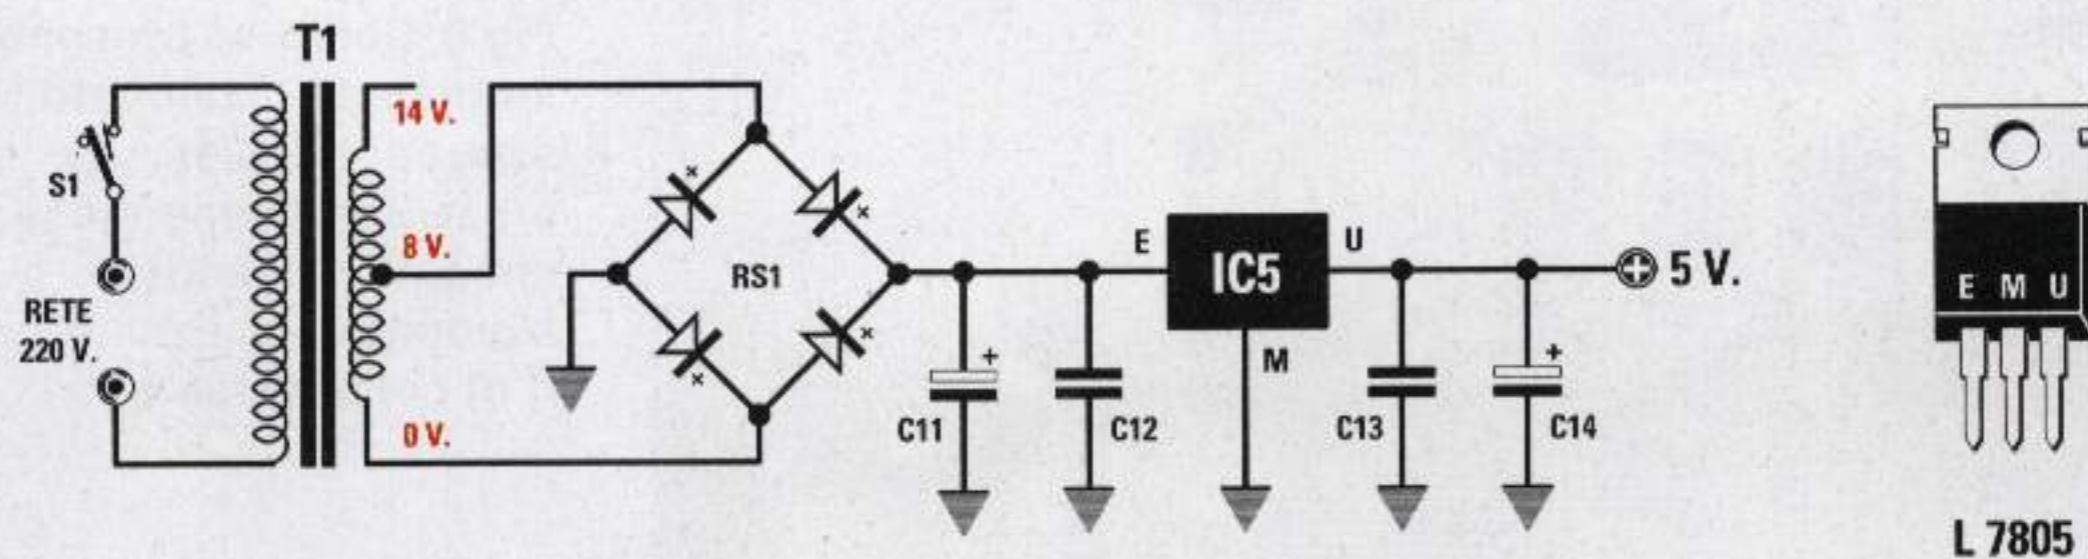 T1
14 V.
S1
8 V.
RETE
220 V.
0 V.
RS1
E
IC5
U
M
5 V.
+
C11
C12
C13
+
C14
E M U
L 7805